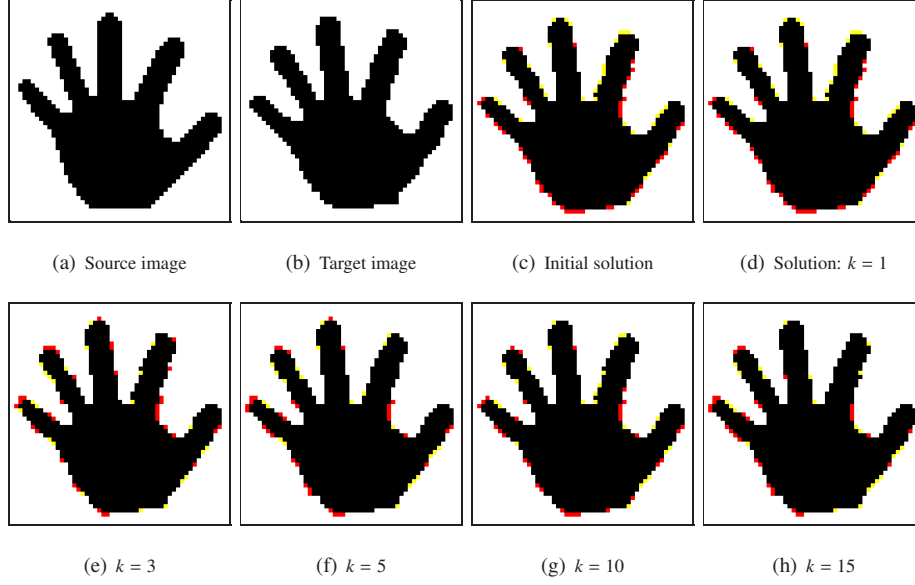 (a) Source image
(b) Target image
(c) Initial solution
(d) Solution: k = 1
(e) k = 3
(f) k = 5
(g) k = 10
(h) k = 15